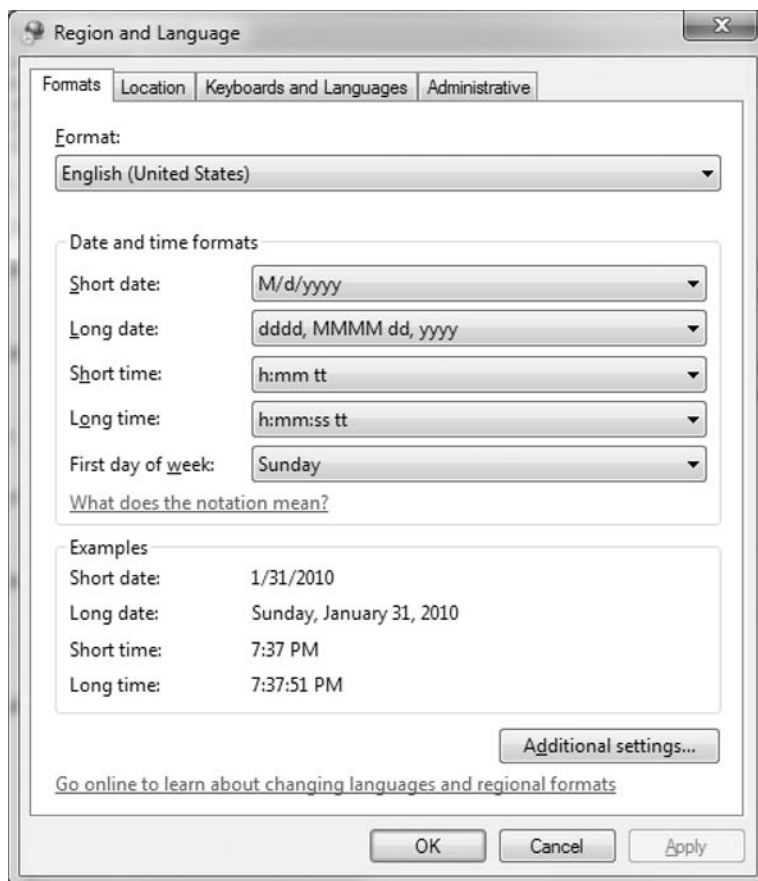 Region and Language
Formats Location Keyboards and Languages Administrative
Format:
English (United States)
Date and time formats
Short date: M/d/yyyy
Long date: dddd, MMMM dd, yyyy
Short time: h:mm tt
Long time: h:mm:ss tt
First day of week: Sunday
What does the notation mean?
Examples
Short date: 1/31/2010
Long date: Sunday, January 31, 2010
Short time: 7:37 PM
Long time: 7:37:51 PM
Additional settings...
Go online to learn about changing languages and regional formats
OK Cancel Apply